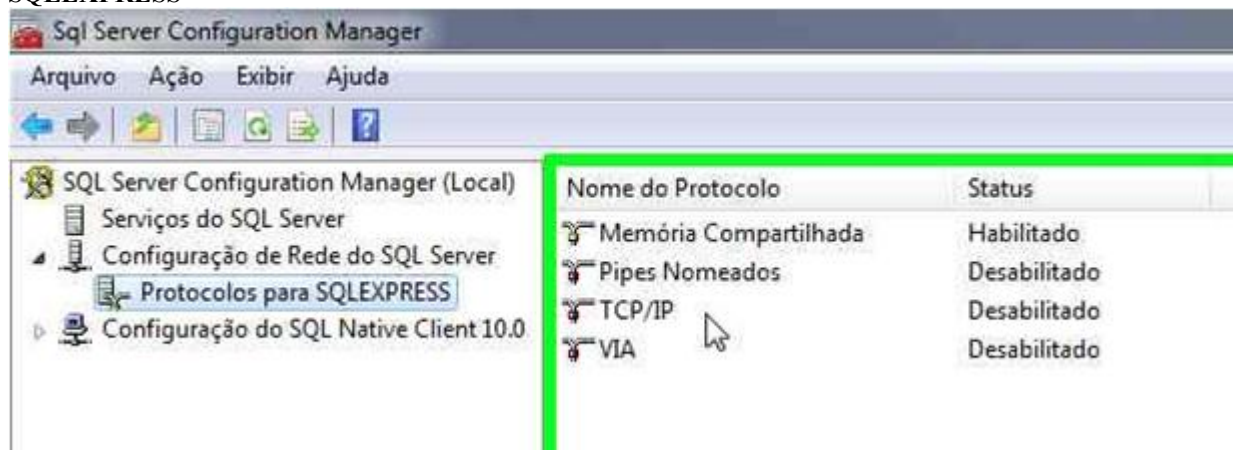 SQLEXPRESS
Sql Server Configuration Manager
Arquivo Ação Exibir Ajuda
SQL Server Configuration Manager (Local)
Serviços do SQL Server
Configuração de Rede do SQL Server
Protocolos para SQLEXPRESS
Configuração do SQL Native Client 10.0
Nome do Protocolo Status
Memória Compartilhada Habilitado
Pipes Nomeados Desabilitado
TCP/IP Desabilitado
VIA Desabilitado